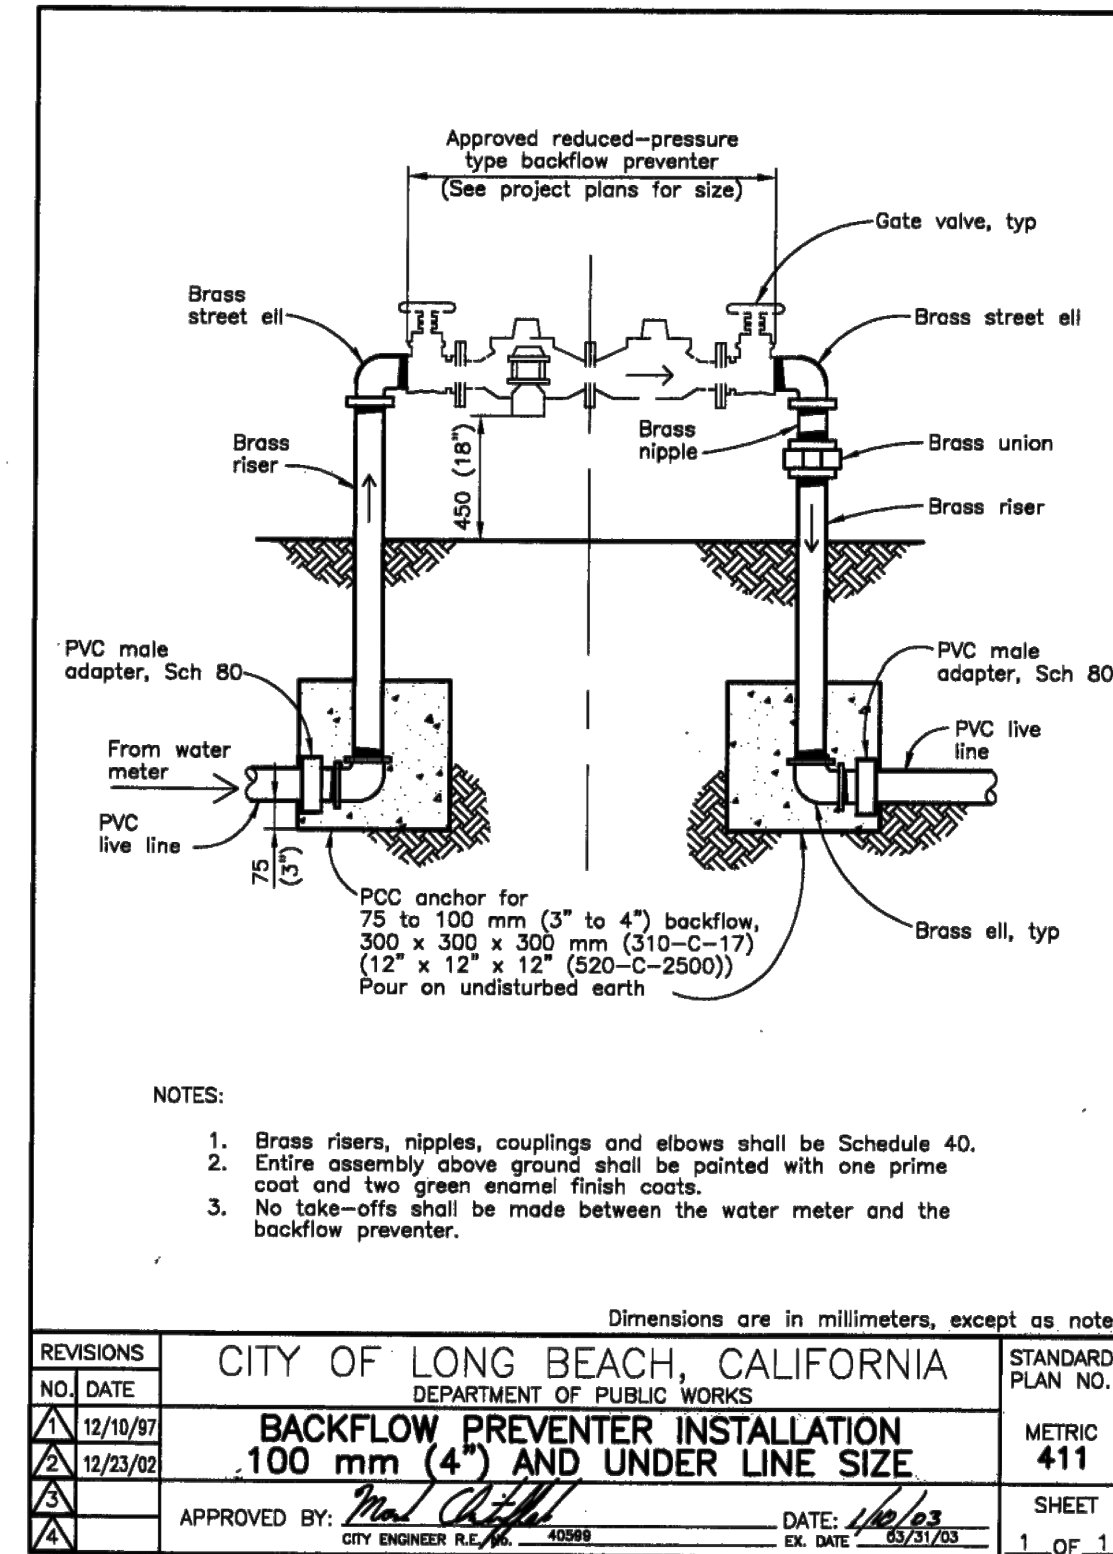 Approved reduced-pressure
type backflow preventer
(See project plans for size)
Gate valve, typ
Brass
street ell
Brass street ell
Brass
riser
450 (18")
Brass
nipple
Brass union
Brass riser
PVC male
adapter, Sch 80
PVC male
adapter, Sch 80
From water
meter
PVC live
line
PVC
live line
75
(3")
PCC anchor for
75 to 100 mm (3" to 4") backflow,
300 x 300 x 300 mm (310-C-17)
(12" x 12" x 12" (520-C-2500))
Pour on undisturbed earth
Brass ell, typ
NOTES:
1. Brass risers, nipples, couplings and elbows shall be Schedule 40.
2. Entire assembly above ground shall be painted with one prime
coat and two green enamel finish coats.
3. No take-offs shall be made between the water meter and the
backflow preventer.
Dimensions are in millimeters, except as note
REVISIONS
NO. DATE
1 12/10/97
2 12/23/02
3
4
CITY OF LONG BEACH, CALIFORNIA
DEPARTMENT OF PUBLIC WORKS
BACKFLOW PREVENTER INSTALLATION
100 mm (4") AND UNDER LINE SIZE
APPROVED BY:
CITY ENGINEER R.E. No. 40599
DATE: 1/10/03
EX. DATE 03/31/03
STANDARD
PLAN NO.
METRIC
411
SHEET
1 OF 1